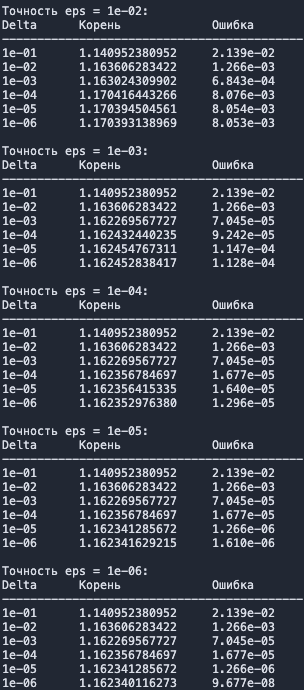 Точность eps = 1e-02:
Delta Корень Ошибка
1e-01 1.140952380952 2.139e-02
1e-02 1.163606283422 1.266e-03
1e-03 1.163024309902 6.843e-04
1e-04 1.170416443266 8.076e-03
1e-05 1.170394504561 8.054e-03
1e-06 1.170393138969 8.053e-03
Точность eps = 1e-03:
Delta Корень Ошибка
1e-01 1.140952380952 2.139e-02
1e-02 1.163606283422 1.266e-03
1e-03 1.162269567727 7.045e-05
1e-04 1.162432440235 9.242e-05
1e-05 1.162454767311 1.147e-04
1e-06 1.162452838417 1.128e-04
Точность eps = 1e-04:
Delta Корень Ошибка
1e-01 1.140952380952 2.139e-02
1e-02 1.163606283422 1.266e-03
1e-03 1.162269567727 7.045e-05
1e-04 1.162356784697 1.677e-05
1e-05 1.162356415335 1.640e-05
1e-06 1.162352976380 1.296e-05
Точность eps = 1e-05:
Delta Корень Ошибка
1e-01 1.140952380952 2.139e-02
1e-02 1.163606283422 1.266e-03
1e-03 1.162269567727 7.045e-05
1e-04 1.162356784697 1.677e-05
1e-05 1.162341285672 1.266e-06
1e-06 1.162341629215 1.610e-06
Точность eps = 1e-06:
Delta Корень Ошибка
1e-01 1.140952380952 2.139e-02
1e-02 1.163606283422 1.266e-03
1e-03 1.162269567727 7.045e-05
1e-04 1.162356784697 1.677e-05
1e-05 1.162341285672 1.266e-06
1e-06 1.162340116273 9.677e-08